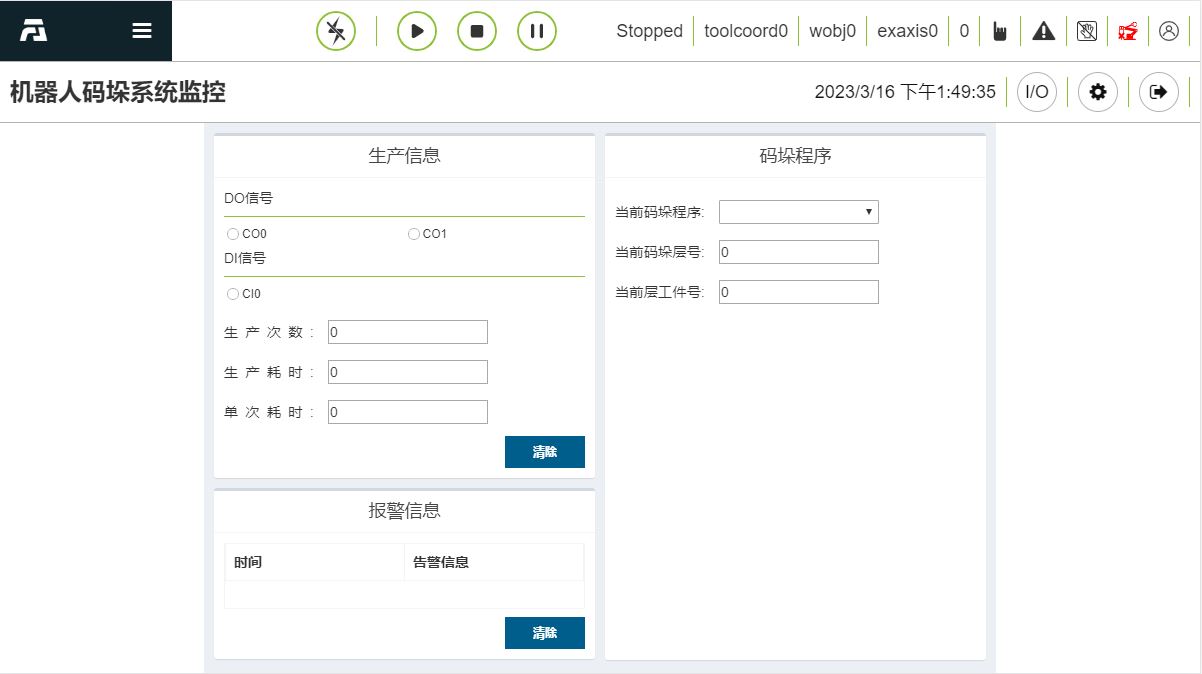 Stopped toolcoord0 wobj0 exaxis0 0
机器人码垛系统监控
2023/3/16 下午1:49:35 I/O
生产信息
DO信号
CO0 CO1
DI信号
CI0
生产次数: 0
生产耗时: 0
单次耗时: 0
清除
报警信息
时间 告警信息
清除
码垛程序
当前码垛程序:
当前码垛层号: 0
当前层工件号: 0